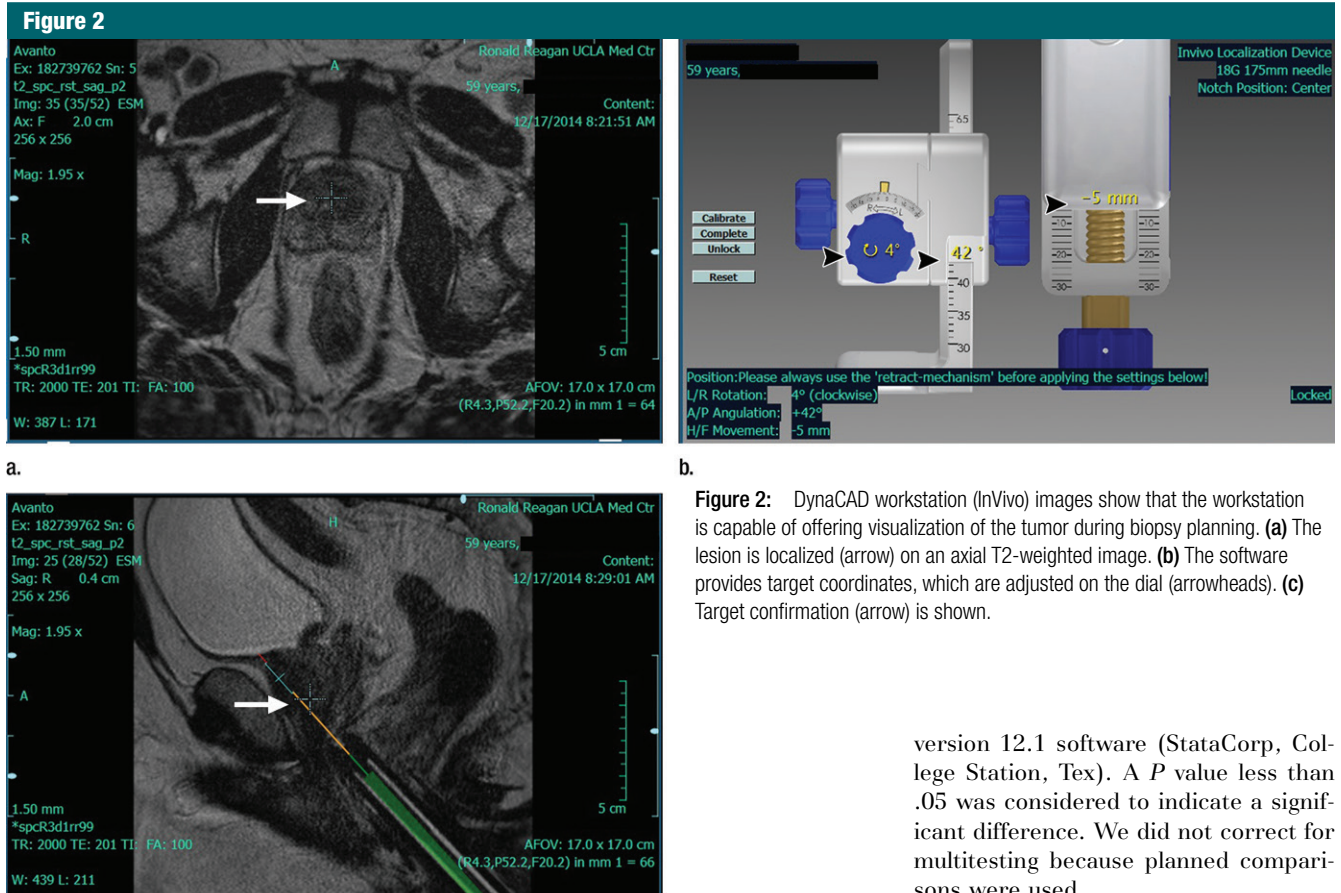 Figure 2
Avanto
Ex: 182739762 Sn: 5
t2_spc_rst_sag_p2
Img: 35 (35/52) ESM
Ax: F 2.0 cm
256 x 256
Mag: 1.95 x
R
1.50 mm
*spcR3d1rr99
TR: 2000 TE: 201 TI: FA: 100
W: 387 L: 171
A
Ronald Reagan UCLA Med Ctr
59 years,
Content:
12/17/2014 8:21:51 AM
5 cm
AFOV: 17.0 x 17.0 cm
(R4.3,P52.2,F20.2) in mm 1 = 64
a.
59 years,
Invivo Localization Device
18G 175mm needle
Notch Position: Center
Calibrate
Complete
Unlock
Reset
65
R L
4°
42 °
40
35
30
-5 mm
-10- -10-
-20- -20-
-30- -30-
Position:Please always use the 'retract-mechanism' before applying the settings below!
L/R Rotation: 4° (clockwise)
Locked
A/P Angulation: +42°
H/F Movement: -5 mm
b.
Avanto
Ex: 182739762 Sn: 6
t2_spc_rst_sag_p2
Img: 25 (28/52) ESM
Sag: R 0.4 cm
256 x 256
Mag: 1.95 x
A
1.50 mm
*spcR3d1rr99
TR: 2000 TE: 201 TI: FA: 100
W: 439 L: 211
H
Ronald Reagan UCLA Med Ctr
59 years,
Content:
12/17/2014 8:29:01 AM
5 cm
AFOV: 17.0 x 17.0 cm
(R4.3,P52.2,F20.2) in mm 1 = 66
Figure 2: DynaCAD workstation (InVivo) images show that the workstation
is capable of offering visualization of the tumor during biopsy planning. (a) The
lesion is localized (arrow) on an axial T2-weighted image. (b) The software
provides target coordinates, which are adjusted on the dial (arrowheads). (c)
Target confirmation (arrow) is shown.
version 12.1 software (StataCorp, Col-
lege Station, Tex). A P value less than
.05 was considered to indicate a signif-
icant difference. We did not correct for
multitesting because planned compari-
sons were used.